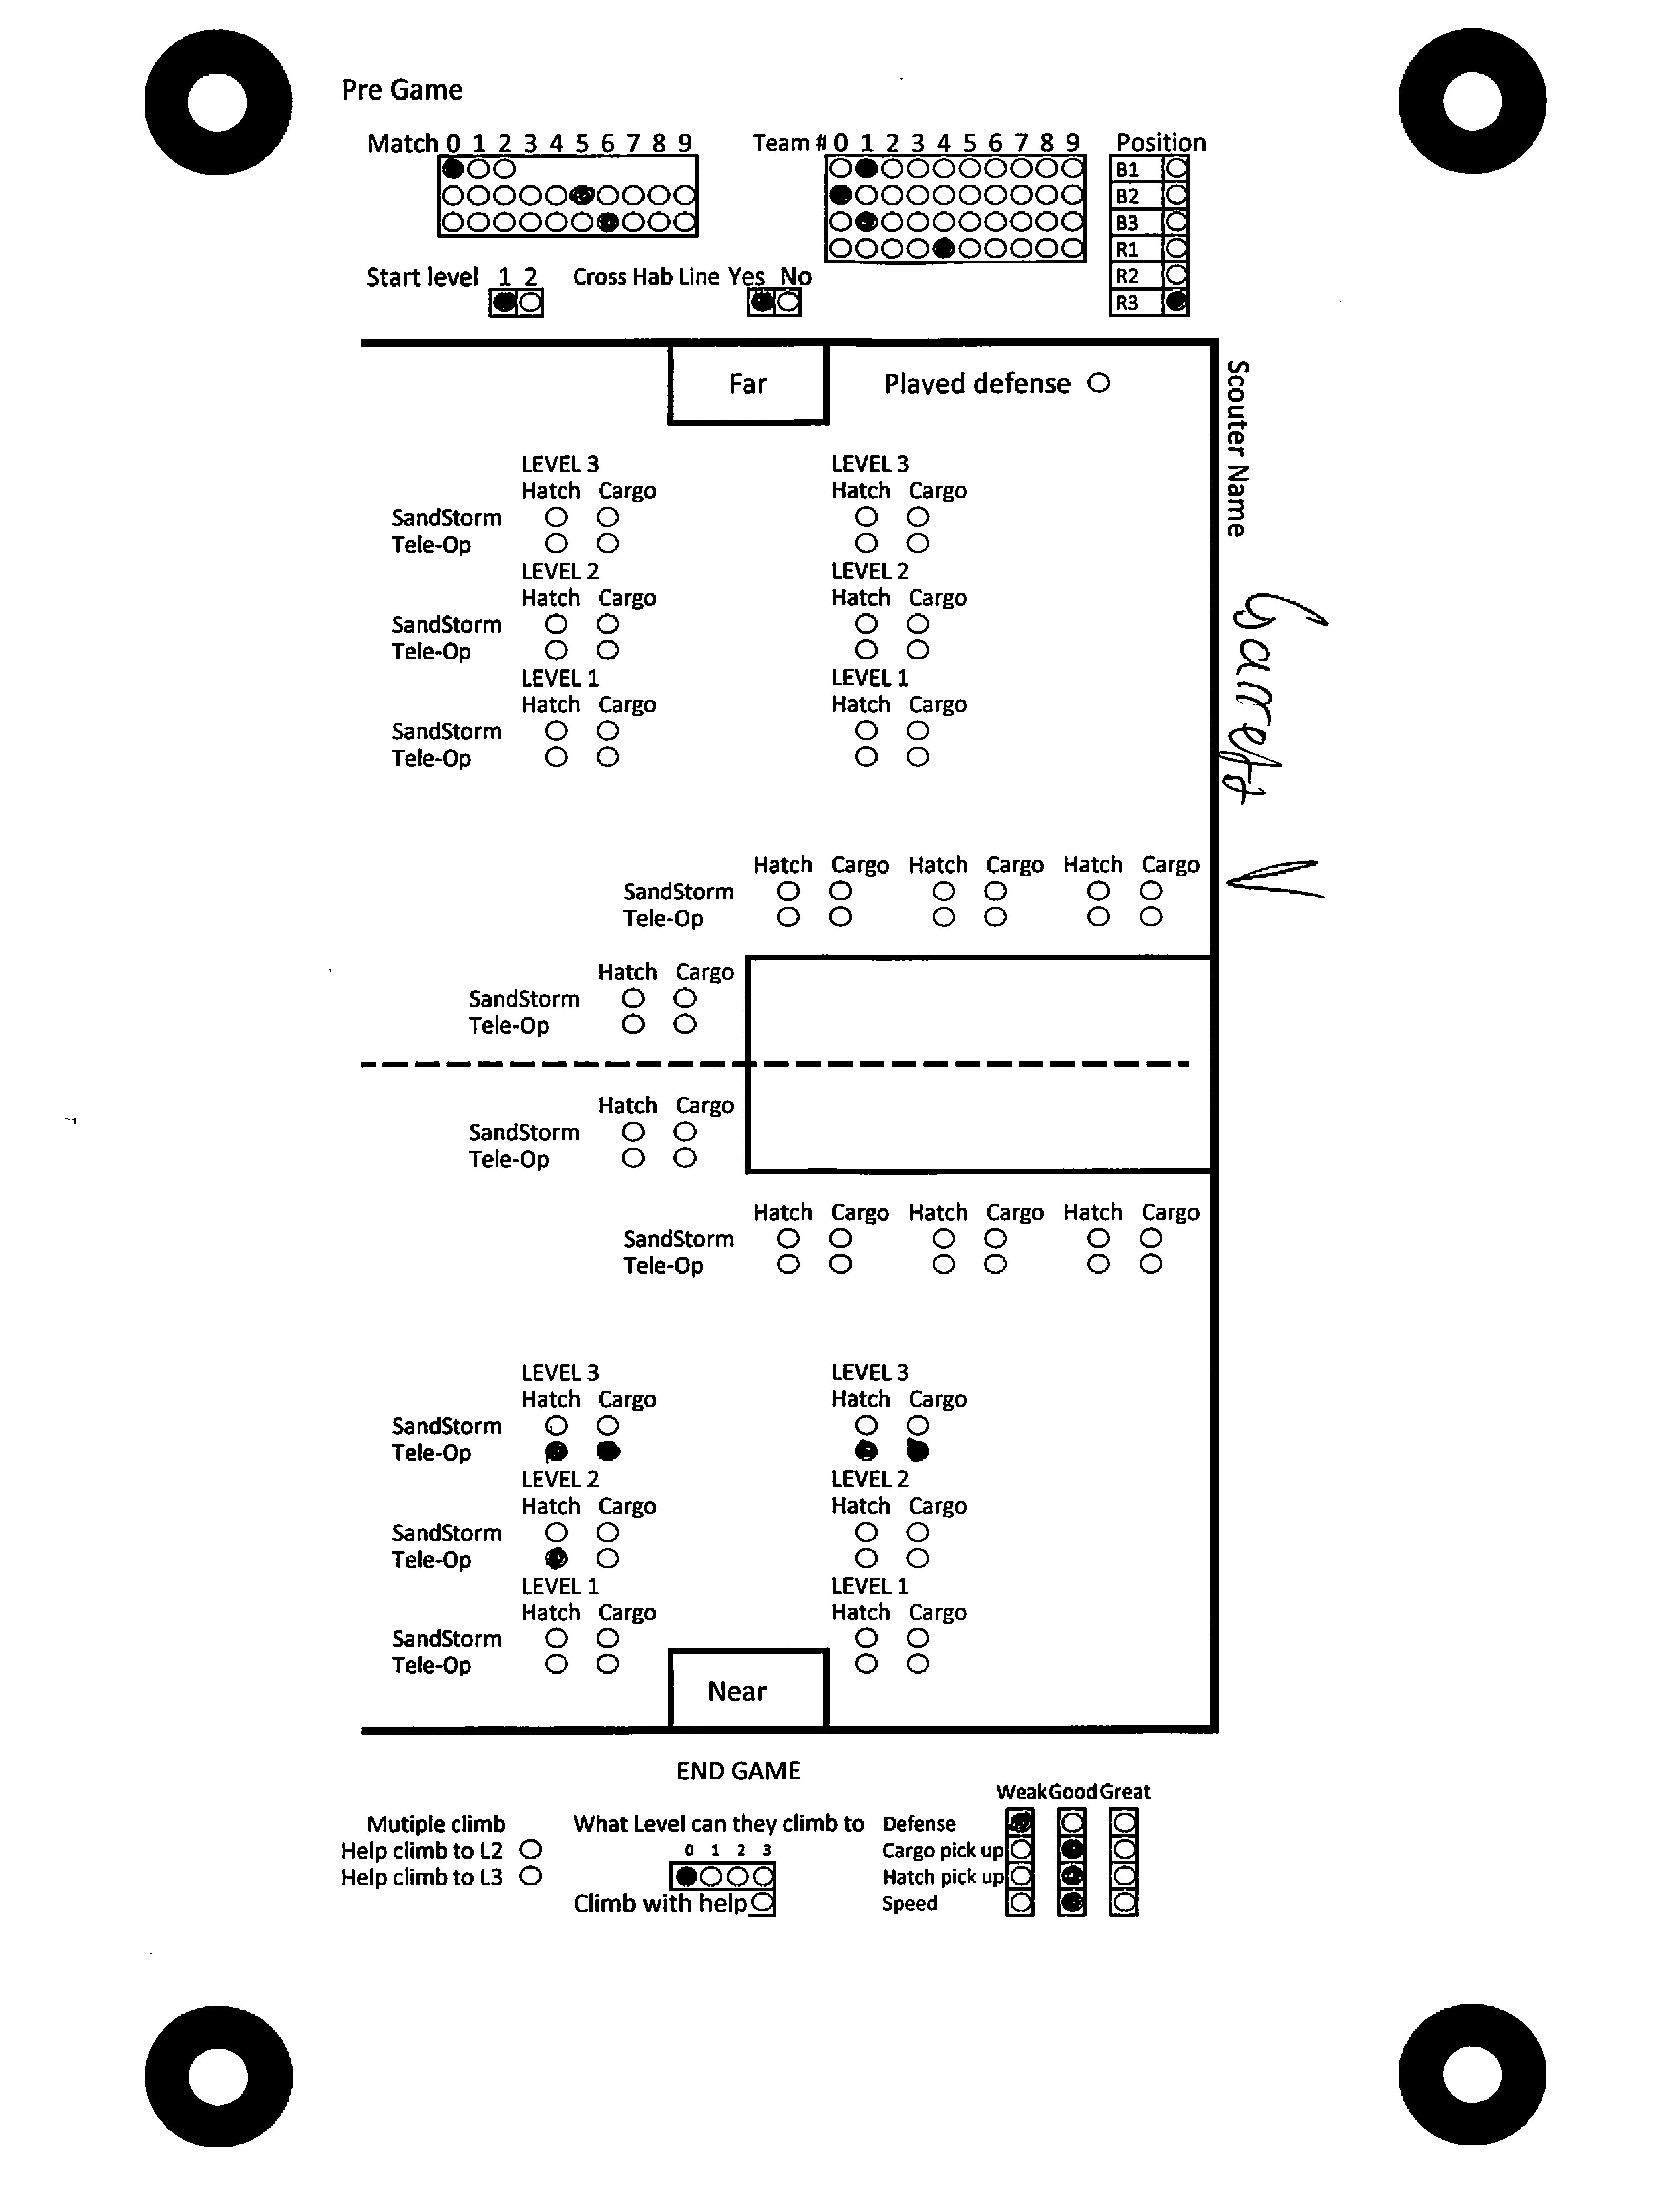 Pre Game
Match 0 1 2 3 4 5 6 7 8 9
Team # 0 1 2 3 4 5 6 7 8 9
Position
B1
B2
B3
R1
R2
R3
Start level 1 2
Cross Hab Line Yes No
Far
Plaved defense
Scouter Name
Garrett V
LEVEL 3 LEVEL 3
Hatch Cargo Hatch Cargo
SandStorm
Tele-Op
LEVEL 2 LEVEL 2
Hatch Cargo Hatch Cargo
SandStorm
Tele-Op
LEVEL 1 LEVEL 1
Hatch Cargo Hatch Cargo
SandStorm
Tele-Op
Hatch Cargo Hatch Cargo Hatch Cargo
SandStorm
Tele-Op
Hatch Cargo
SandStorm
Tele-Op
Hatch Cargo
SandStorm
Tele-Op
Hatch Cargo Hatch Cargo Hatch Cargo
SandStorm
Tele-Op
LEVEL 3 LEVEL 3
Hatch Cargo Hatch Cargo
SandStorm
Tele-Op
LEVEL 2 LEVEL 2
Hatch Cargo Hatch Cargo
SandStorm
Tele-Op
LEVEL 1 LEVEL 1
Hatch Cargo Hatch Cargo
SandStorm
Tele-Op
Near
END GAME
Mutiple climb
Help climb to L2
Help climb to L3
What Level can they climb to
0 1 2 3
Climb with help
Weak Good Great
Defense
Cargo pick up
Hatch pick up
Speed